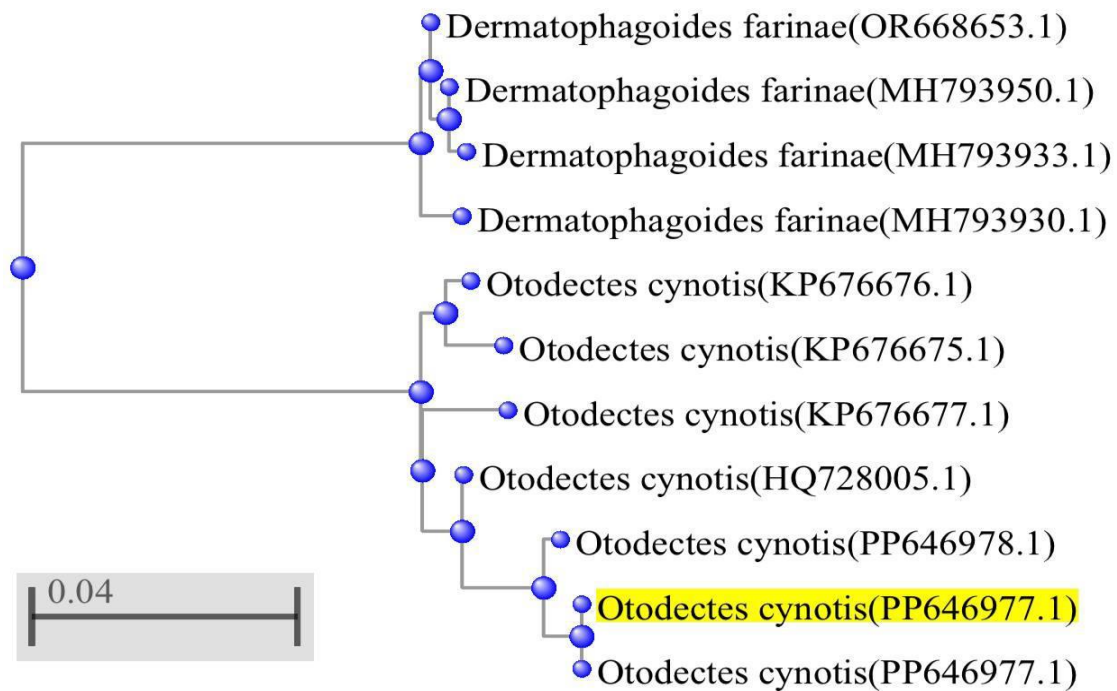 Dermatophagoides farinae(OR668653.1)
Dermatophagoides farinae(MH793950.1)
Dermatophagoides farinae(MH793933.1)
Dermatophagoides farinae(MH793930.1)
Otodectes cynotis(KP676676.1)
Otodectes cynotis(KP676675.1)
Otodectes cynotis(KP676677.1)
Otodectes cynotis(HQ728005.1)
Otodectes cynotis(PP646978.1)
0.04
Otodectes cynotis(PP646977.1)
Otodectes cynotis(PP646977.1)